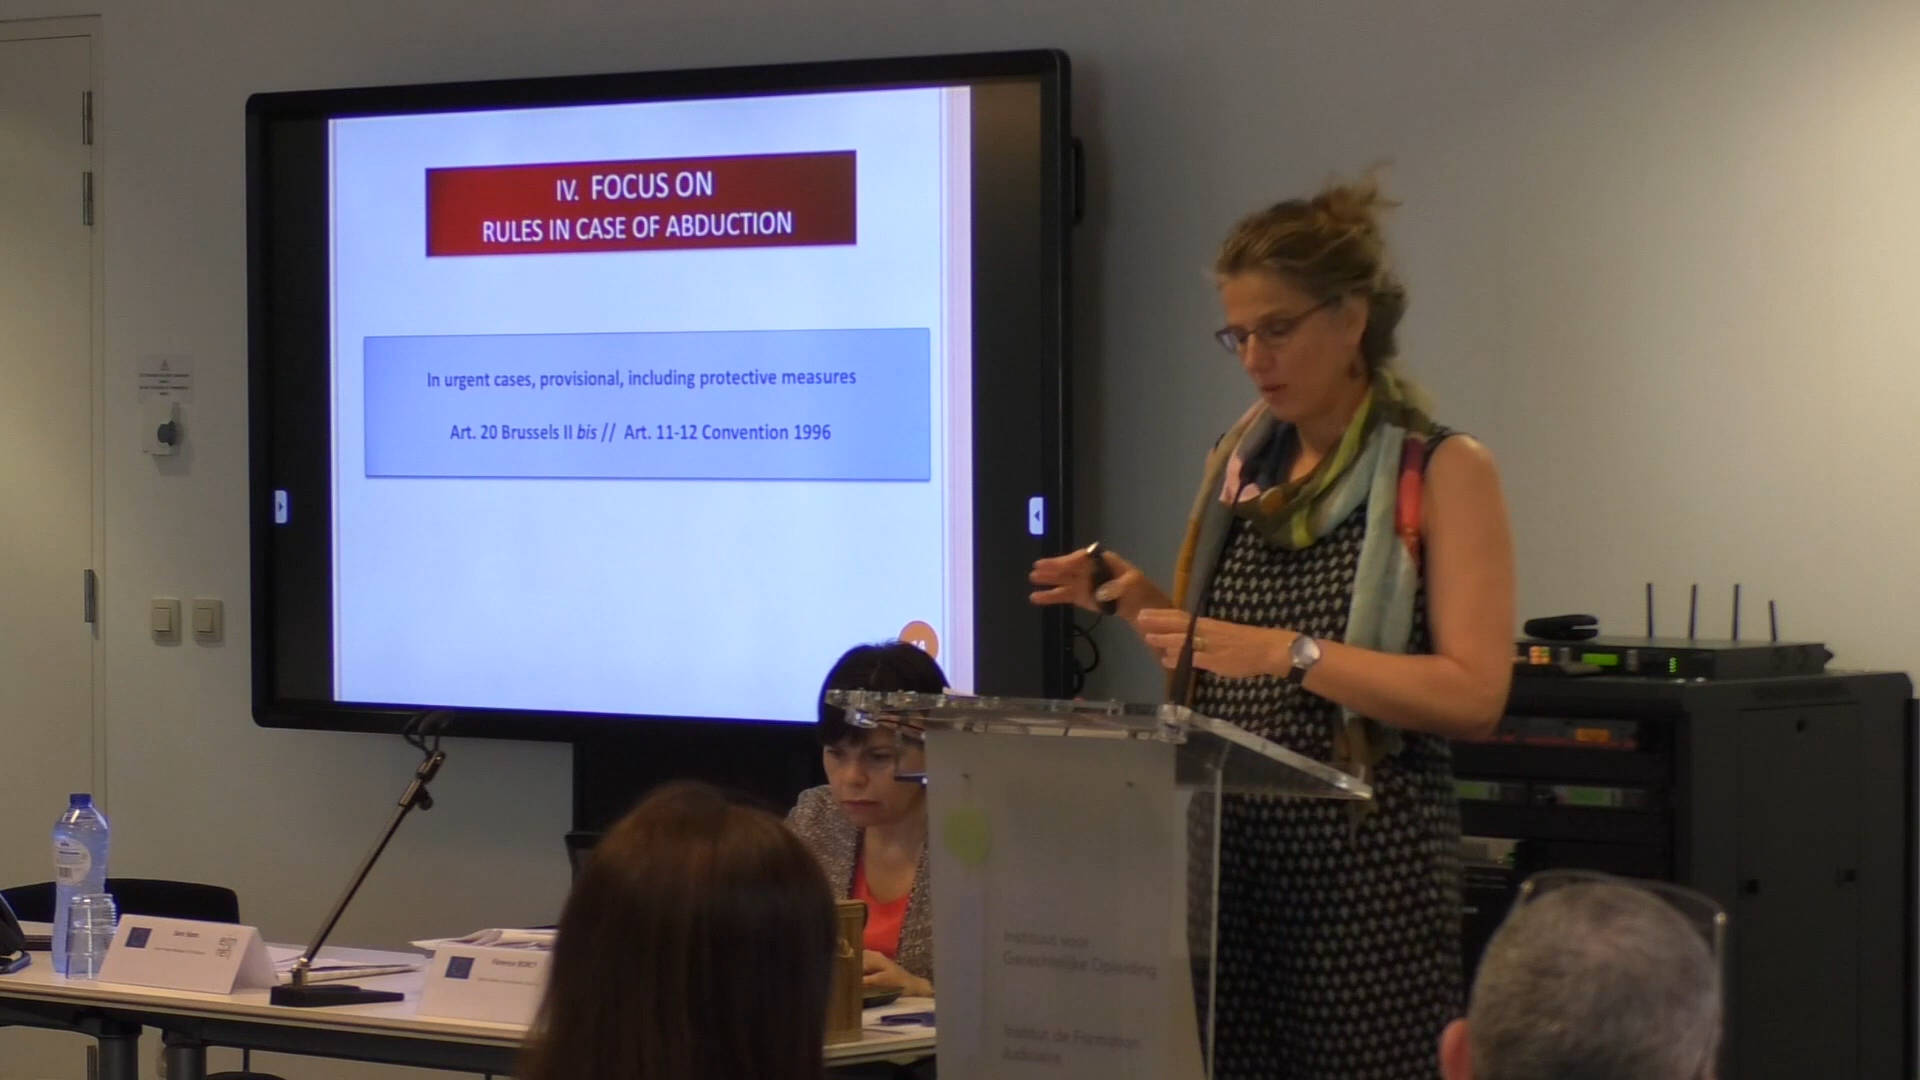 IV. FOCUS ON
RULES IN CASE OF ABDUCTION
In urgent cases, provisional, including protective measures
Art. 20 Brussels II bis // Art. 11-12 Convention 1996
Instituut voor
Gerechtelijke Opleiding
Institut de Formation
Judiciaire